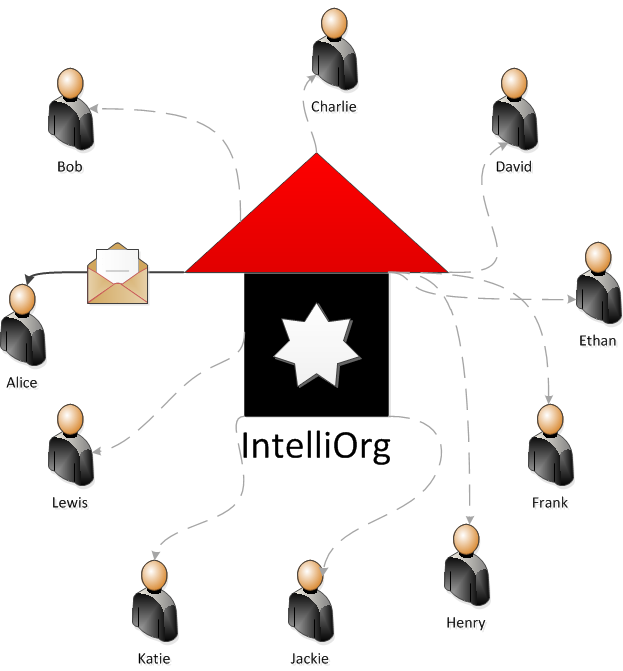 Charlie
Bob
David
Ethan
Alice
IntelliOrg
Lewis
Frank
Henry
Katie
Jackie